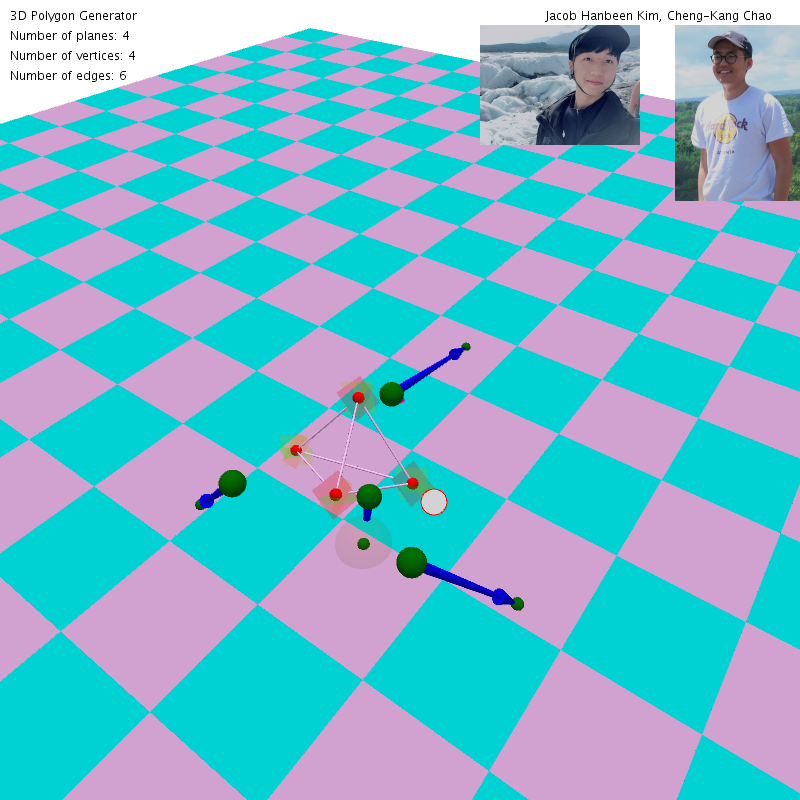 3D Polygon Generator
Jacob Hanbeen Kim, Cheng-Kang Chao
Number of planes: 4
Number of vertices: 4
Number of edges: 6